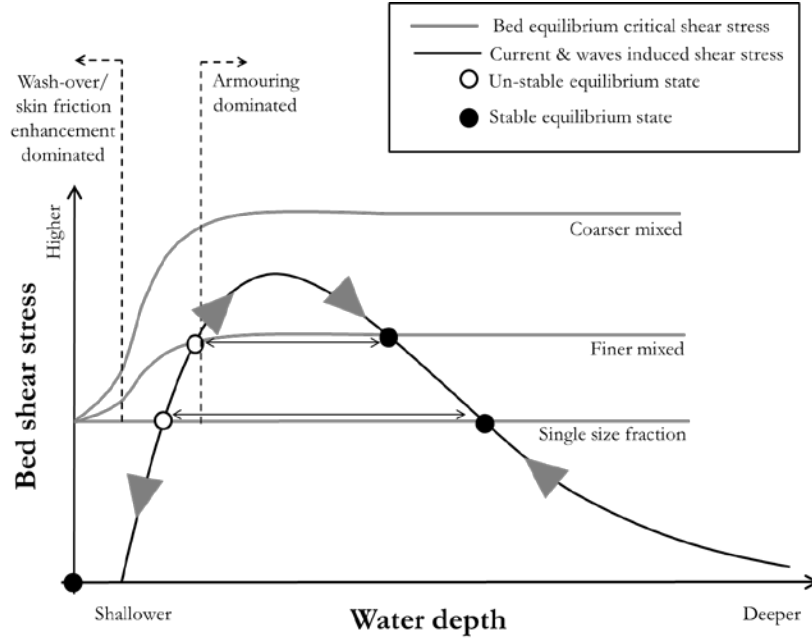 Bed equilibrium critical shear stress
Current & waves induced shear stress
Un-stable equilibrium state
Stable equilibrium state
Wash-over/
skin friction
enhancement
dominated
Armouring
dominated
Higher
Bed shear stress
Coarser mixed
Finer mixed
Single size fraction
Shallower
Water depth
Deeper